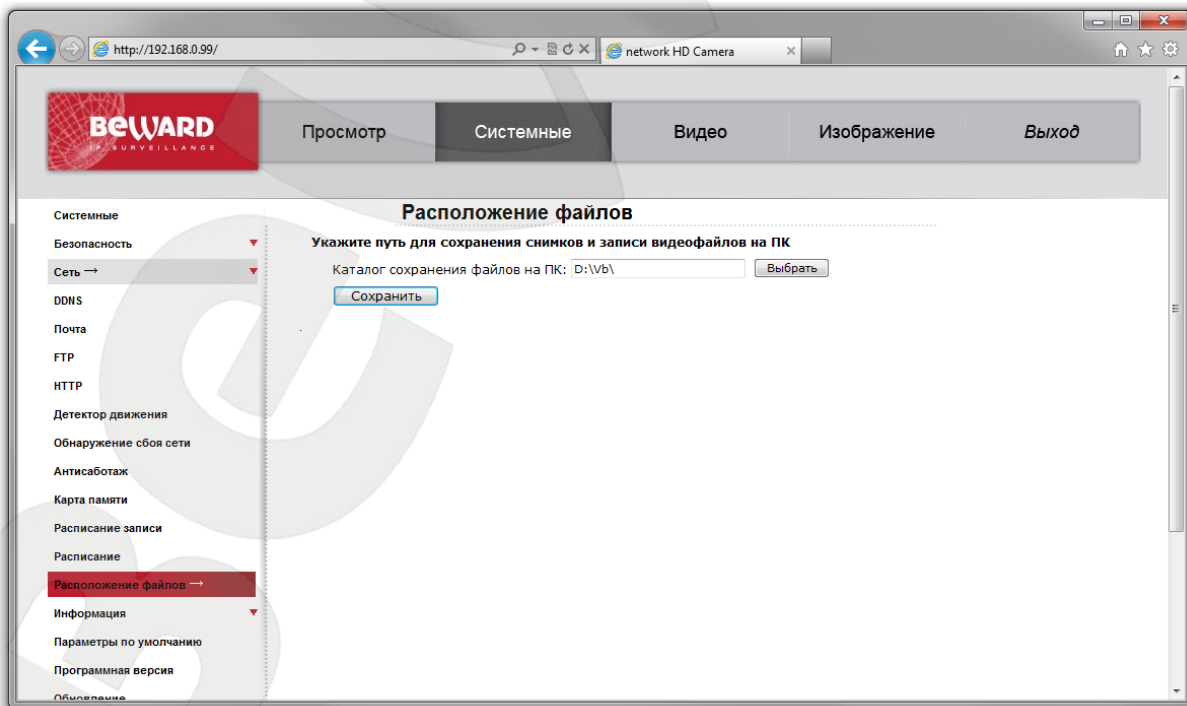 http://192.168.0.99/
network HD Camera
BEWARD
IP SURVEILLANCE
Просмотр
Системные
Видео
Изображение
Выход
Системные
Безопасность
Сеть →
DDNS
Почта
FTP
HTTP
Детектор движения
Обнаружение сбоя сети
Антисаботаж
Карта памяти
Расписание записи
Расписание
Расположение файлов →
Информация
Параметры по умолчанию
Программная версия
Обновление
Расположение файлов
Укажите путь для сохранения снимков и записи видеофайлов на ПК
Каталог сохранения файлов на ПК: D:\Vb\ Выбрать
Сохранить